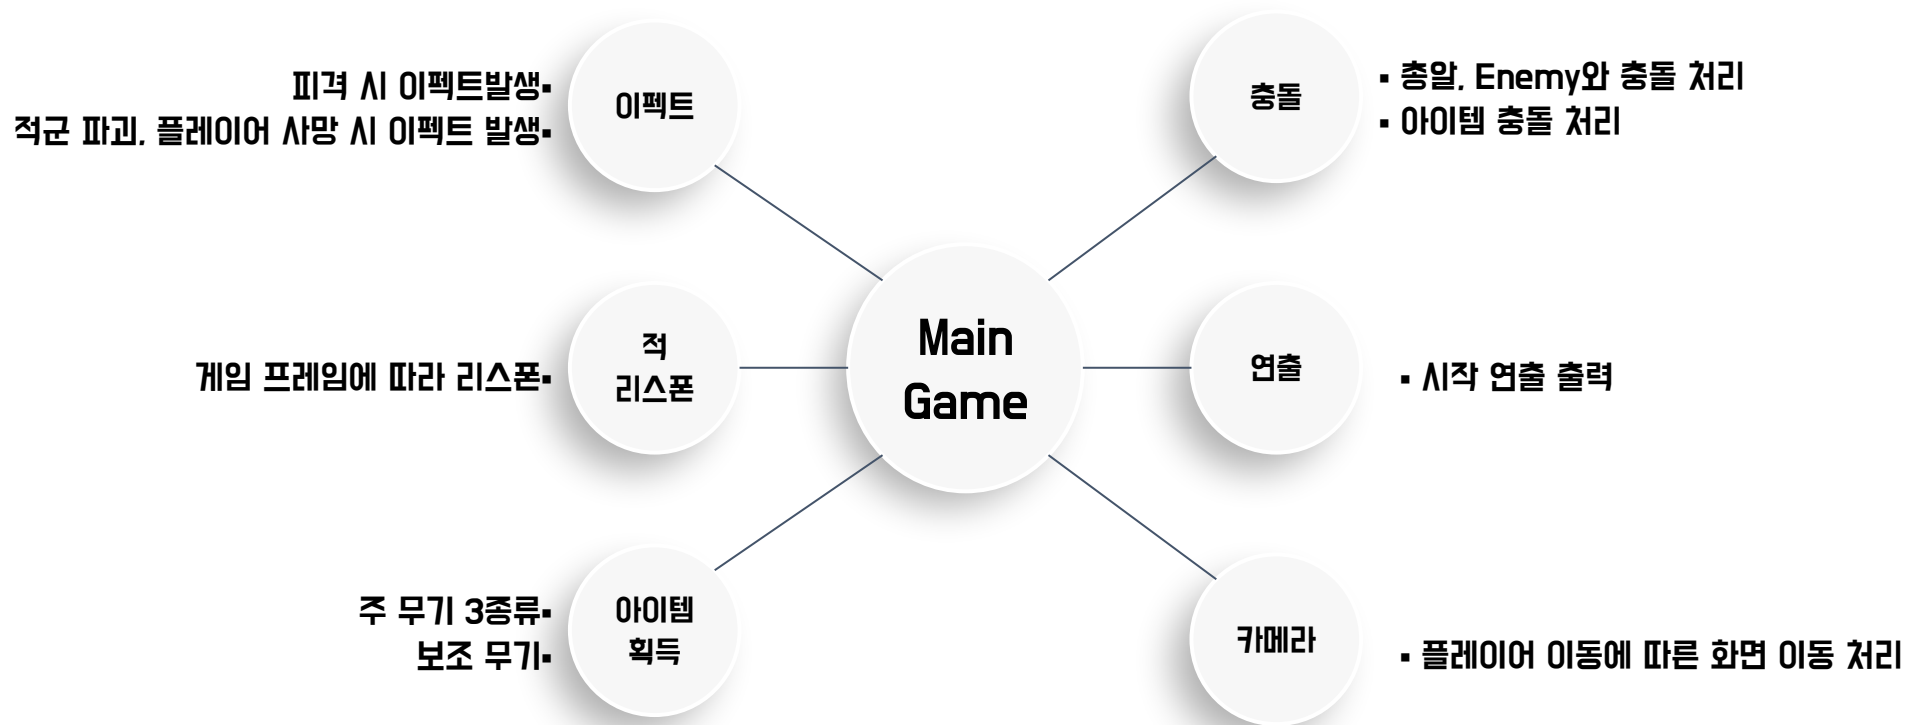 피격 시 이펙트발생▪
적군 파괴, 플레이어 사망 시 이펙트 발생▪
이펙트
충돌
▪ 총알, Enemy와 충돌 처리
▪ 아이템 충돌 처리
게임 프레임에 따라 리스폰▪
적
리스폰
Main
Game
연출
▪ 시작 연출 출력
주 무기 3종류▪
보조 무기▪
아이템
획득
카메라
▪ 플레이어 이동에 따른 화면 이동 처리